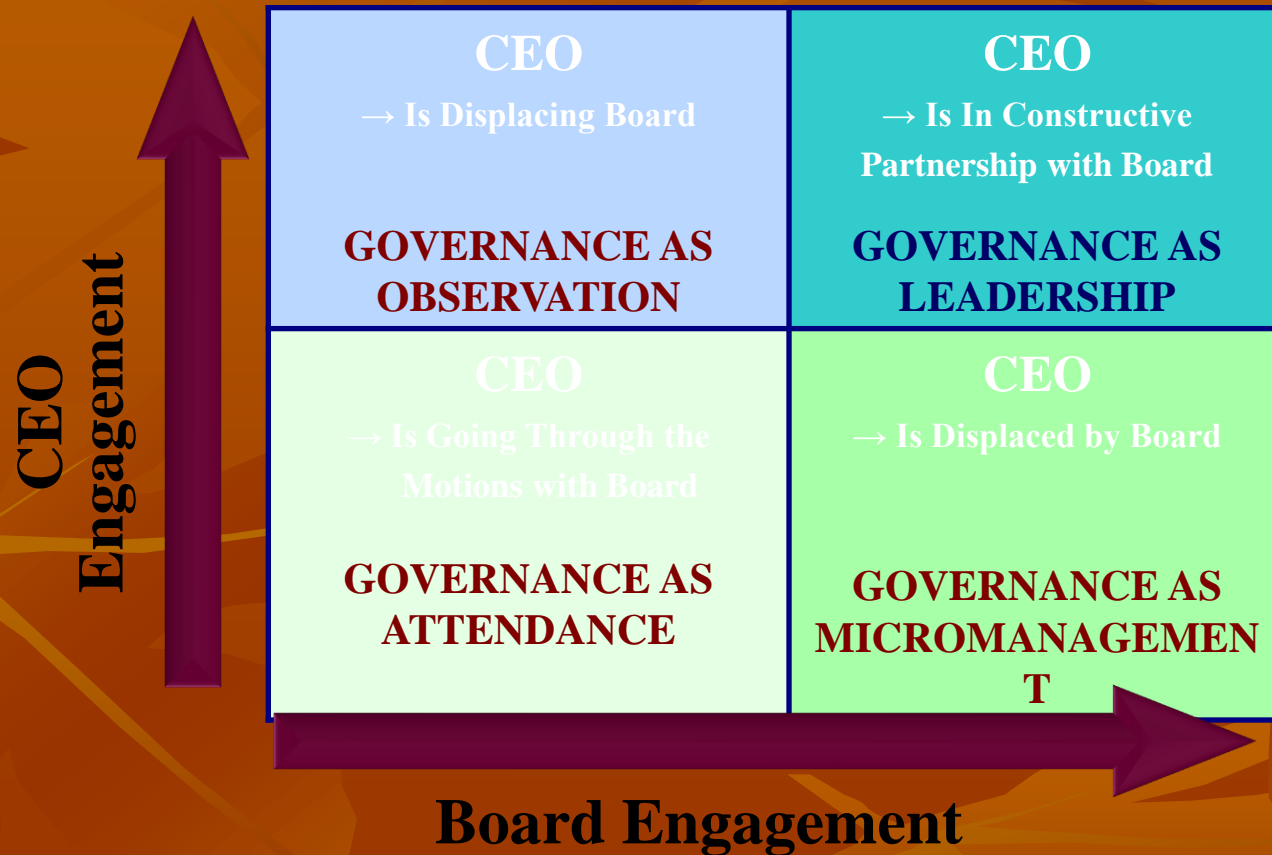 CEO
→ Is Displacing Board
GOVERNANCE AS
OBSERVATION
CEO
→ Is In Constructive
Partnership with Board
GOVERNANCE AS
LEADERSHIP
CEO
→ Is Going Through the
Motions with Board
GOVERNANCE AS
ATTENDANCE
CEO
→ Is Displaced by Board
GOVERNANCE AS
MICROMANAGEMEN
T
CEO
Engagement
Board Engagement